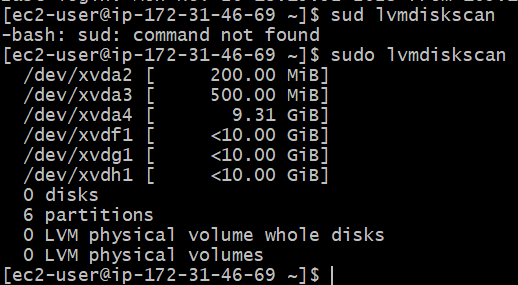 [ec2-user@ip-172-31-46-69 ~]$ sud lvmdiskscan
-bash: sud: command not found
[ec2-user@ip-172-31-46-69 ~]$ sudo lvmdiskscan
  /dev/xvda2 [     200.00 MiB]
  /dev/xvda3 [     500.00 MiB]
  /dev/xvda4 [       9.31 GiB]
  /dev/xvdf1 [     <10.00 GiB]
  /dev/xvdg1 [     <10.00 GiB]
  /dev/xvdh1 [     <10.00 GiB]
  0 disks
  6 partitions
  0 LVM physical volume whole disks
  0 LVM physical volumes
[ec2-user@ip-172-31-46-69 ~]$